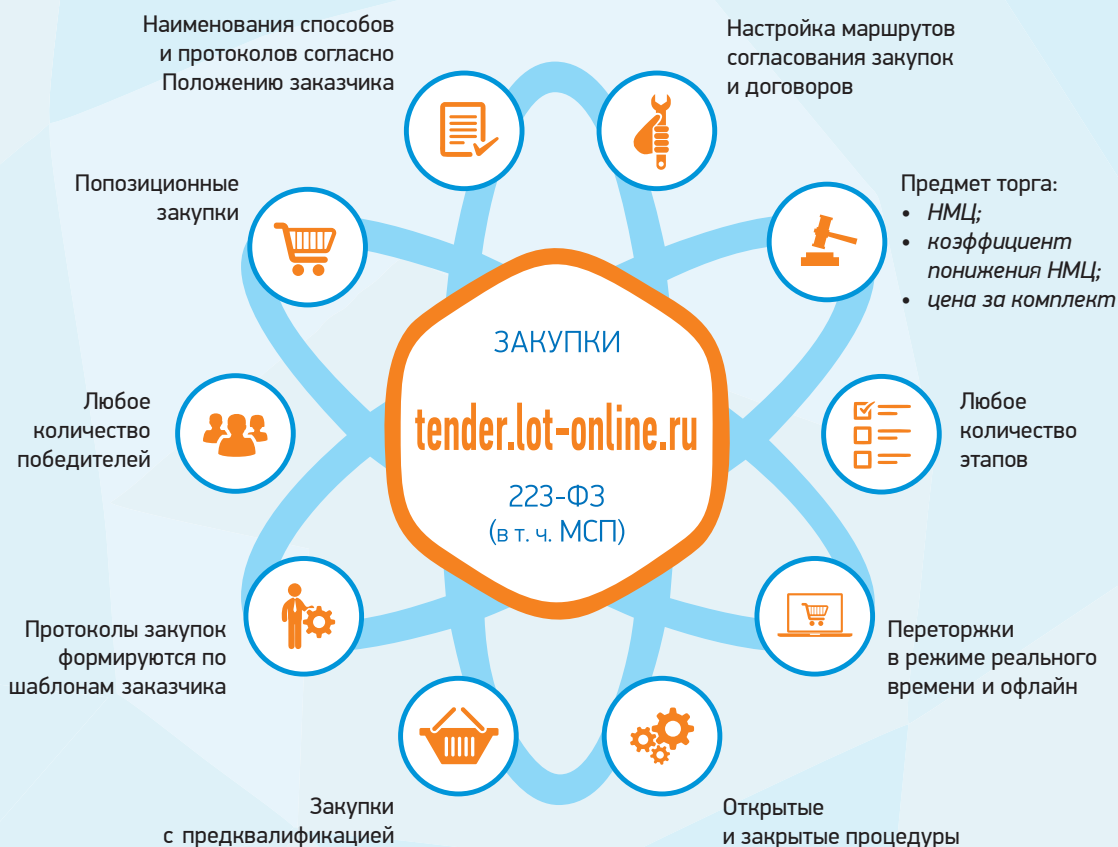 Наименования способов
и протоколов согласно
Положению заказчика
Настройка маршрутов
согласования закупок
и договоров
Попозиционные
закупки
Предмет торга:
• НМЦ;
• коэффициент
понижения НМЦ;
• цена за комплект
ЗАКУПКИ
tender.lot-online.ru
223-ФЗ
(в т. ч. МСП)
Любое
количество
победителей
Любое
количество
этапов
Протоколы закупок
формируются по
шаблонам заказчика
Переторжки
в режиме реального
времени и офлайн
Закупки
с предквалификацией
Открытые
и закрытые процедуры